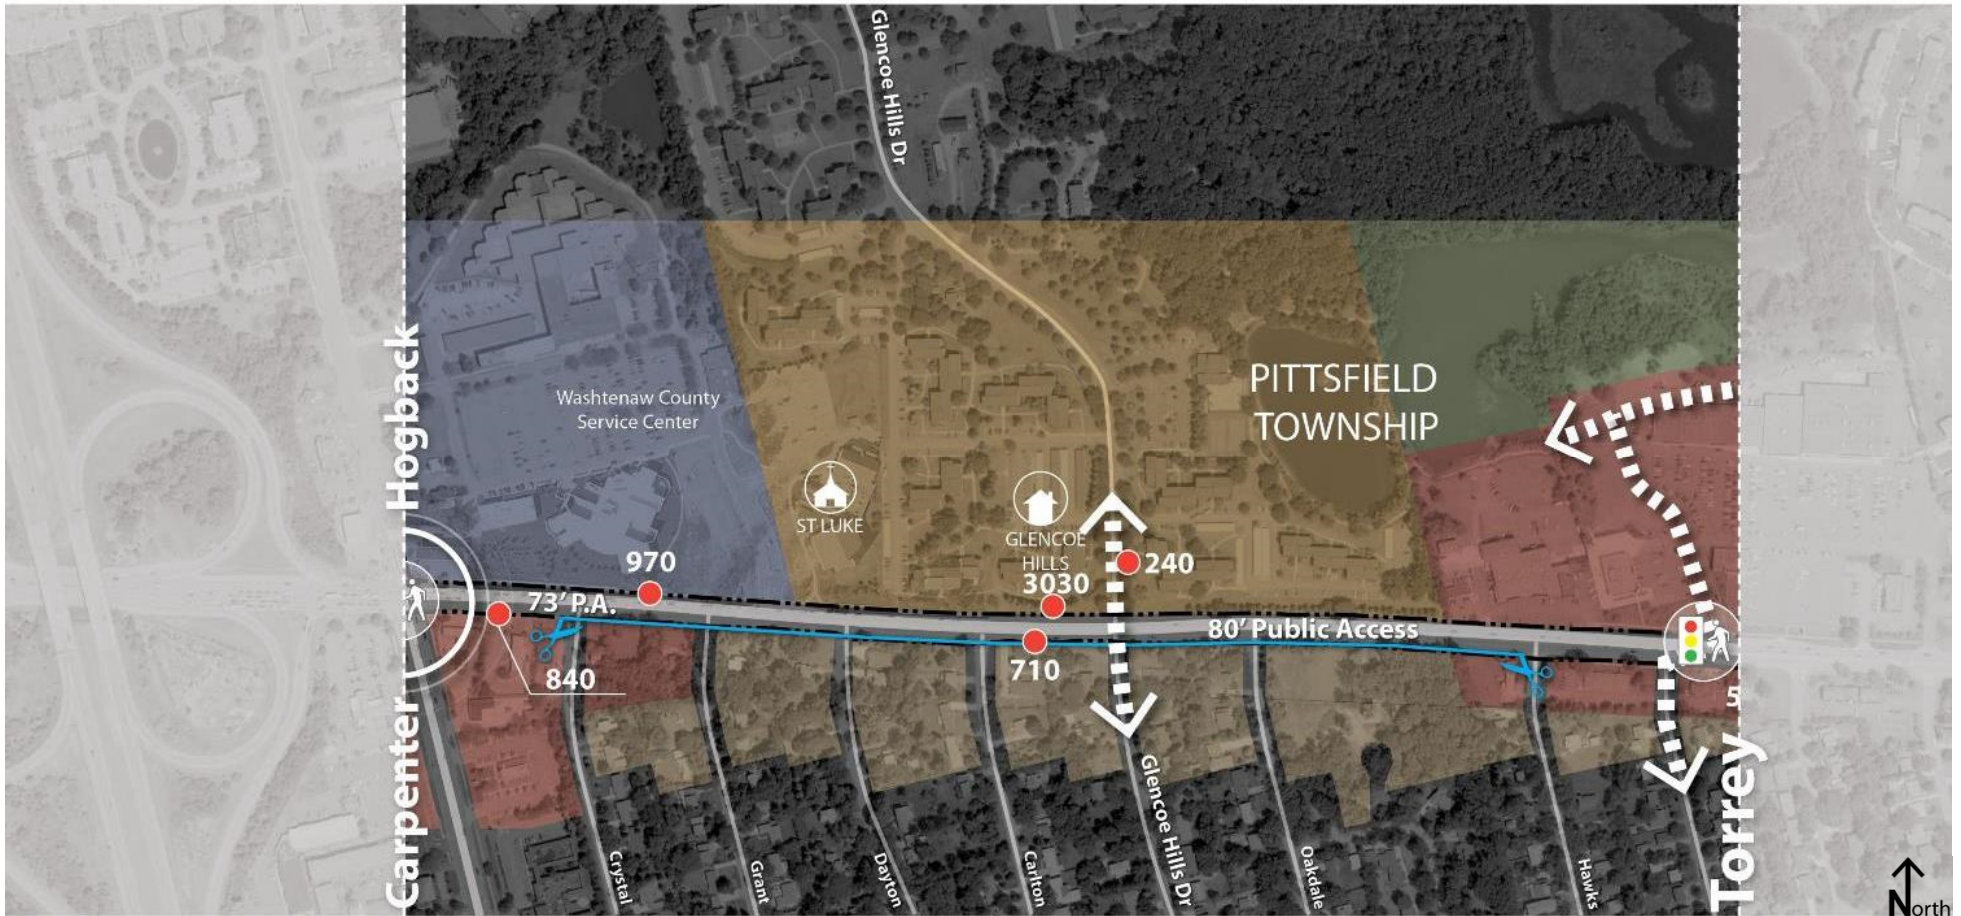 Glencoe Hills Dr
Hogback
Washtenaw County
Service Center
PITTSFIELD
TOWNSHIP
ST LUKE
GLENCOE
HILLS
970
3030
240
73' P.A.
80' Public Access
840
710
5
Carpenter
Torrey
Crystal
Grant
Dayton
Carlton
Glencoe Hills Dr
Oakdale
Hawks
North